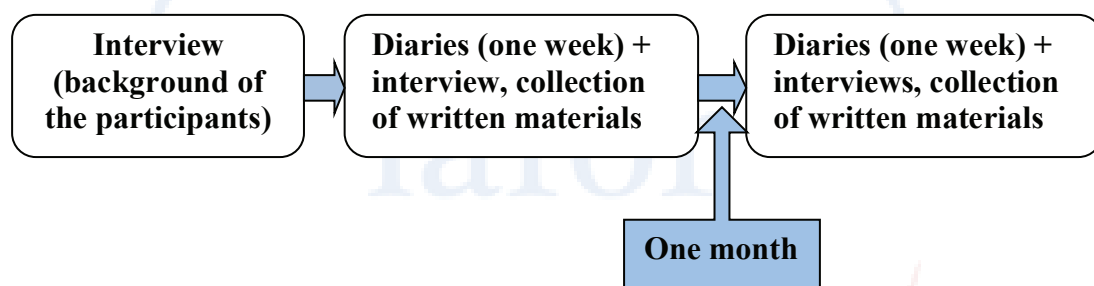 Interview
(background of
the participants)
Diaries (one week) +
interview, collection
of written materials
Diaries (one week) +
interviews, collection
of written materials
One month
iafor